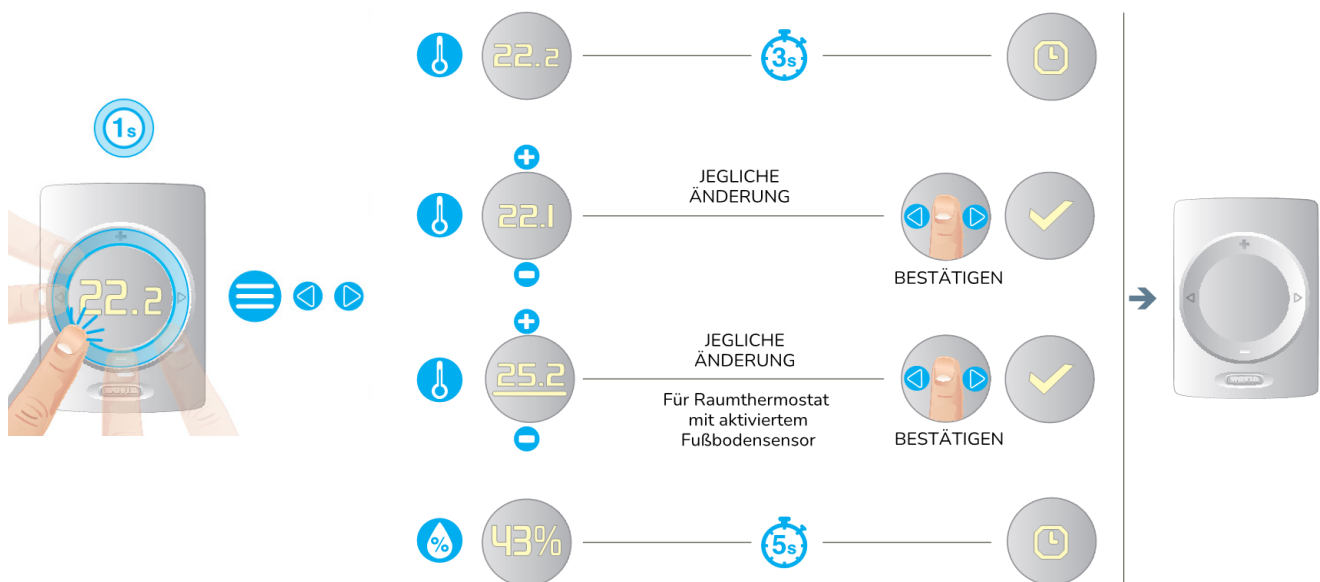 22.2
3s
1s
JEGLICHE
ÄNDERUNG
22.1
BESTÄTIGEN
22.2
JEGLICHE
ÄNDERUNG
25.2
Für Raumthermostat
mit aktiviertem
Fußbodensensor
BESTÄTIGEN
43%
%
5s